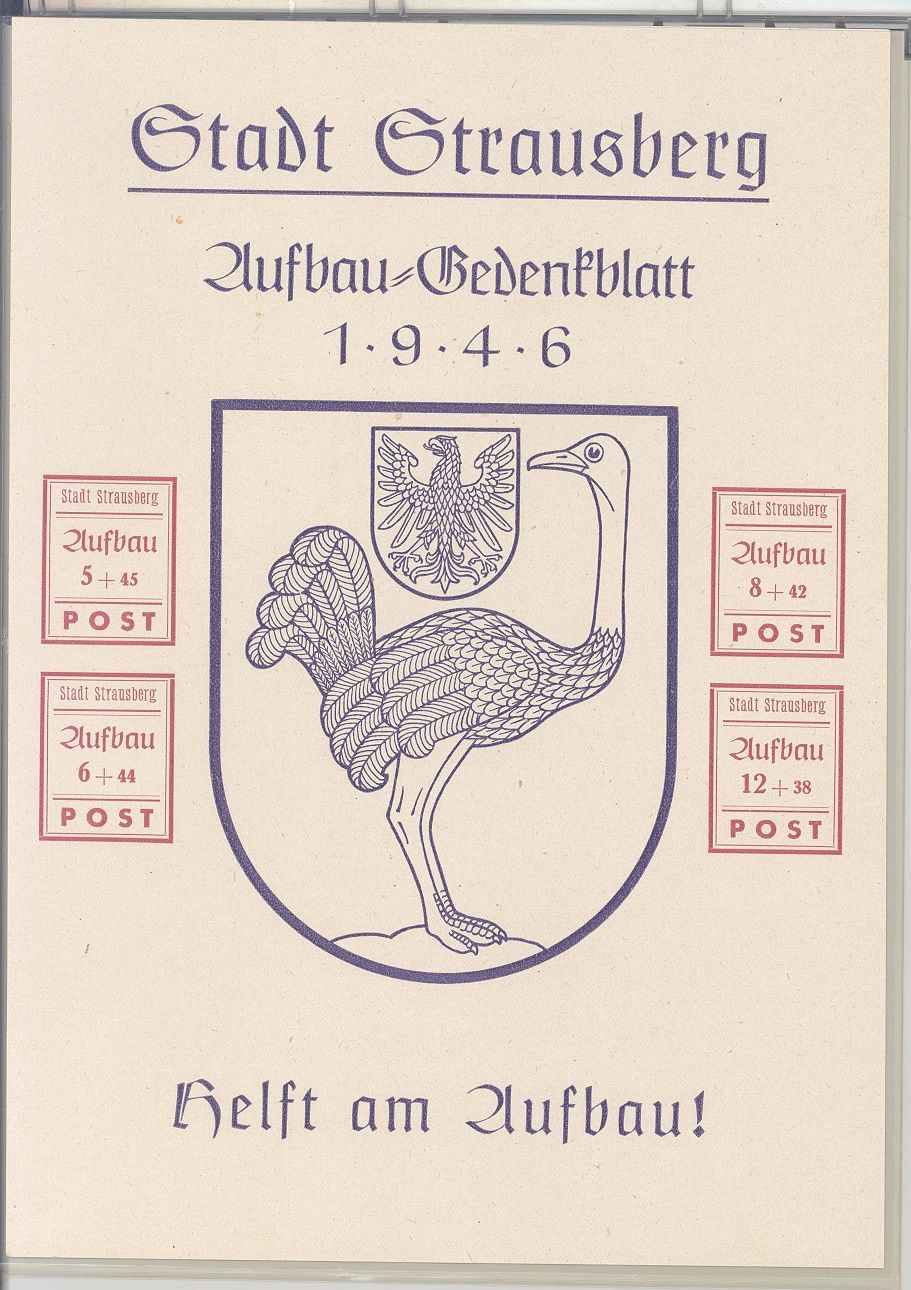 Stadt Strausberg
Aufbau-Gedenkblatt
1·9·4·6
Stadt Strausberg
Aufbau
5 + 45
POST
Stadt Strausberg
Aufbau
6 + 44
POST
Stadt Strausberg
Aufbau
8 + 42
POST
Stadt Strausberg
Aufbau
12 + 38
POST
Helft am Aufbau!